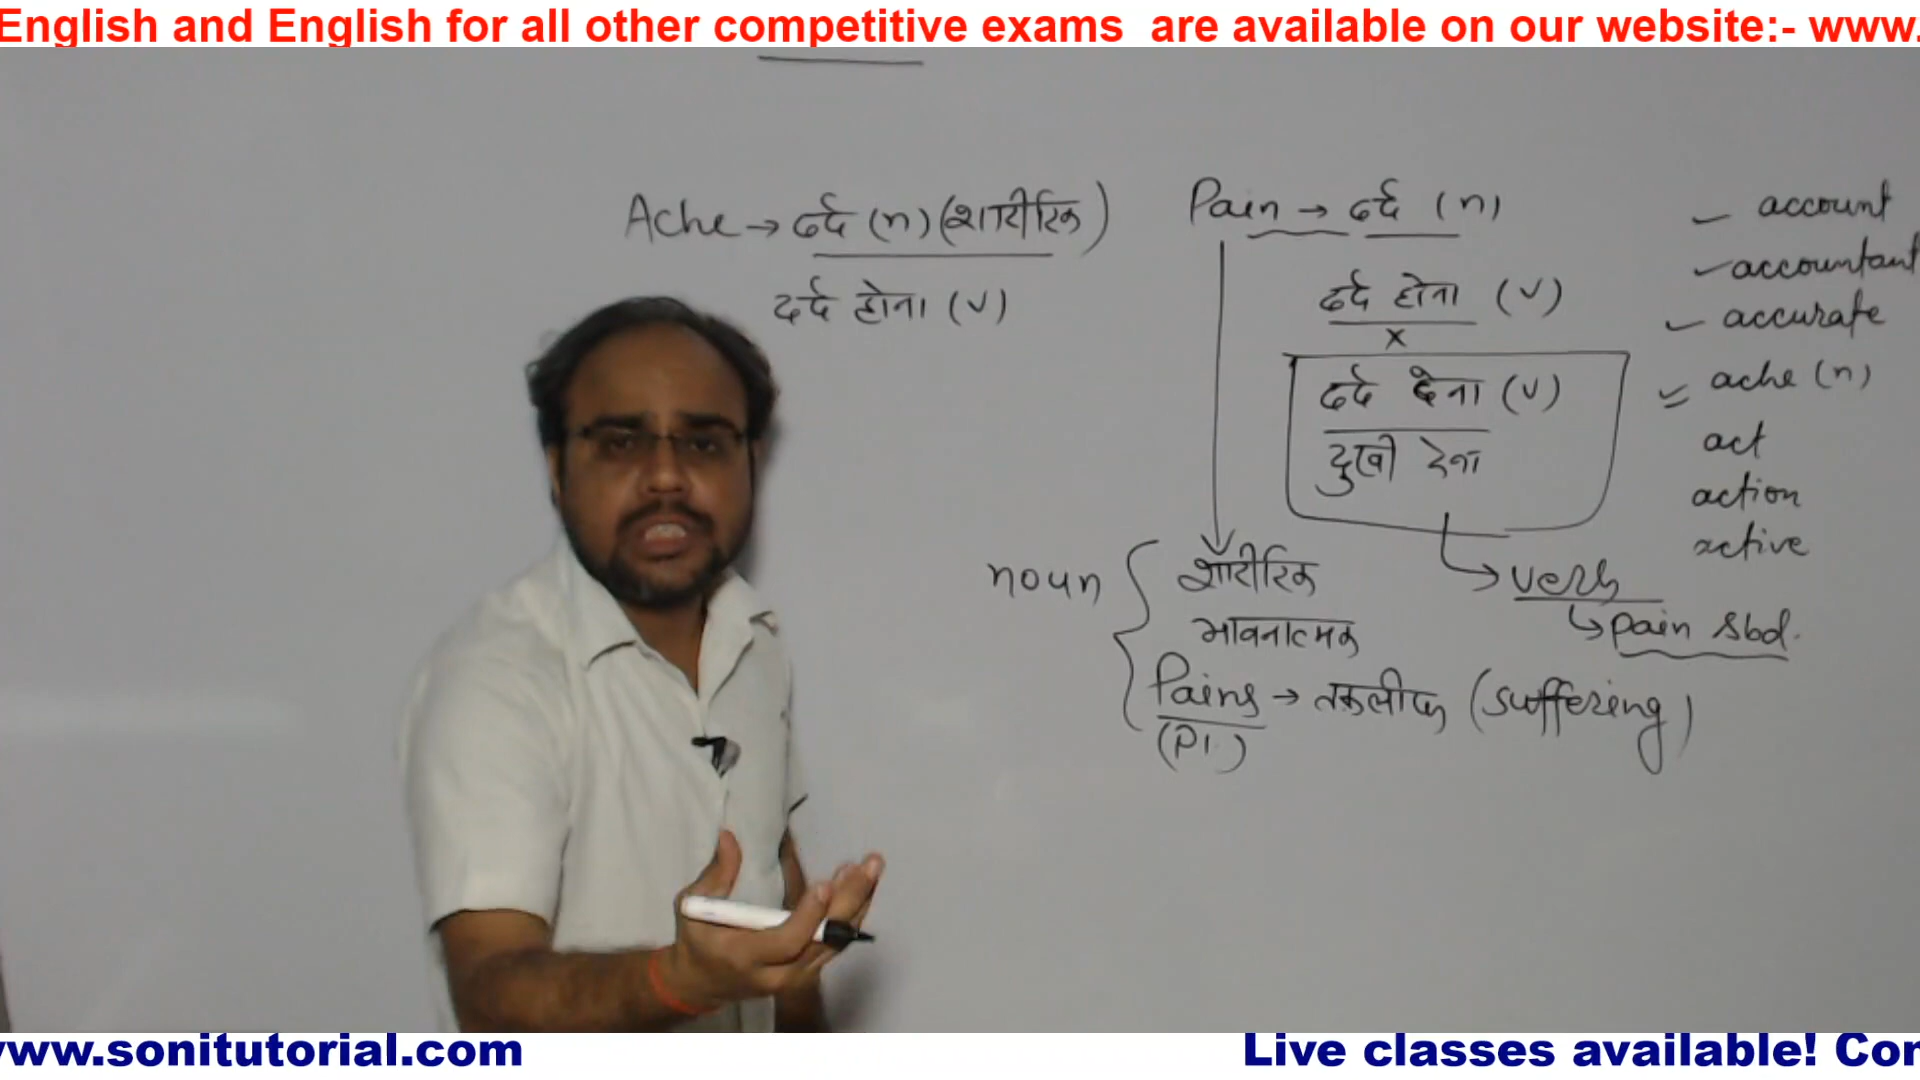 English and English for all other competitive exams are available on our website:- www.
Ache → दर्द (n) (शारीरिक)
दर्द होना (v)
Pain → दर्द (n)
दर्द होना (v)
x
दर्द देना (v)
दुखी देना
noun { शारीरिक
भावनात्मक
Pains → तकलीफ (suffering)
(Pl.)
→ verb
↳ pain sbd.
account
accountant
accurate
ache (n)
act
action
active
www.sonitutorial.com
Live classes available! Con